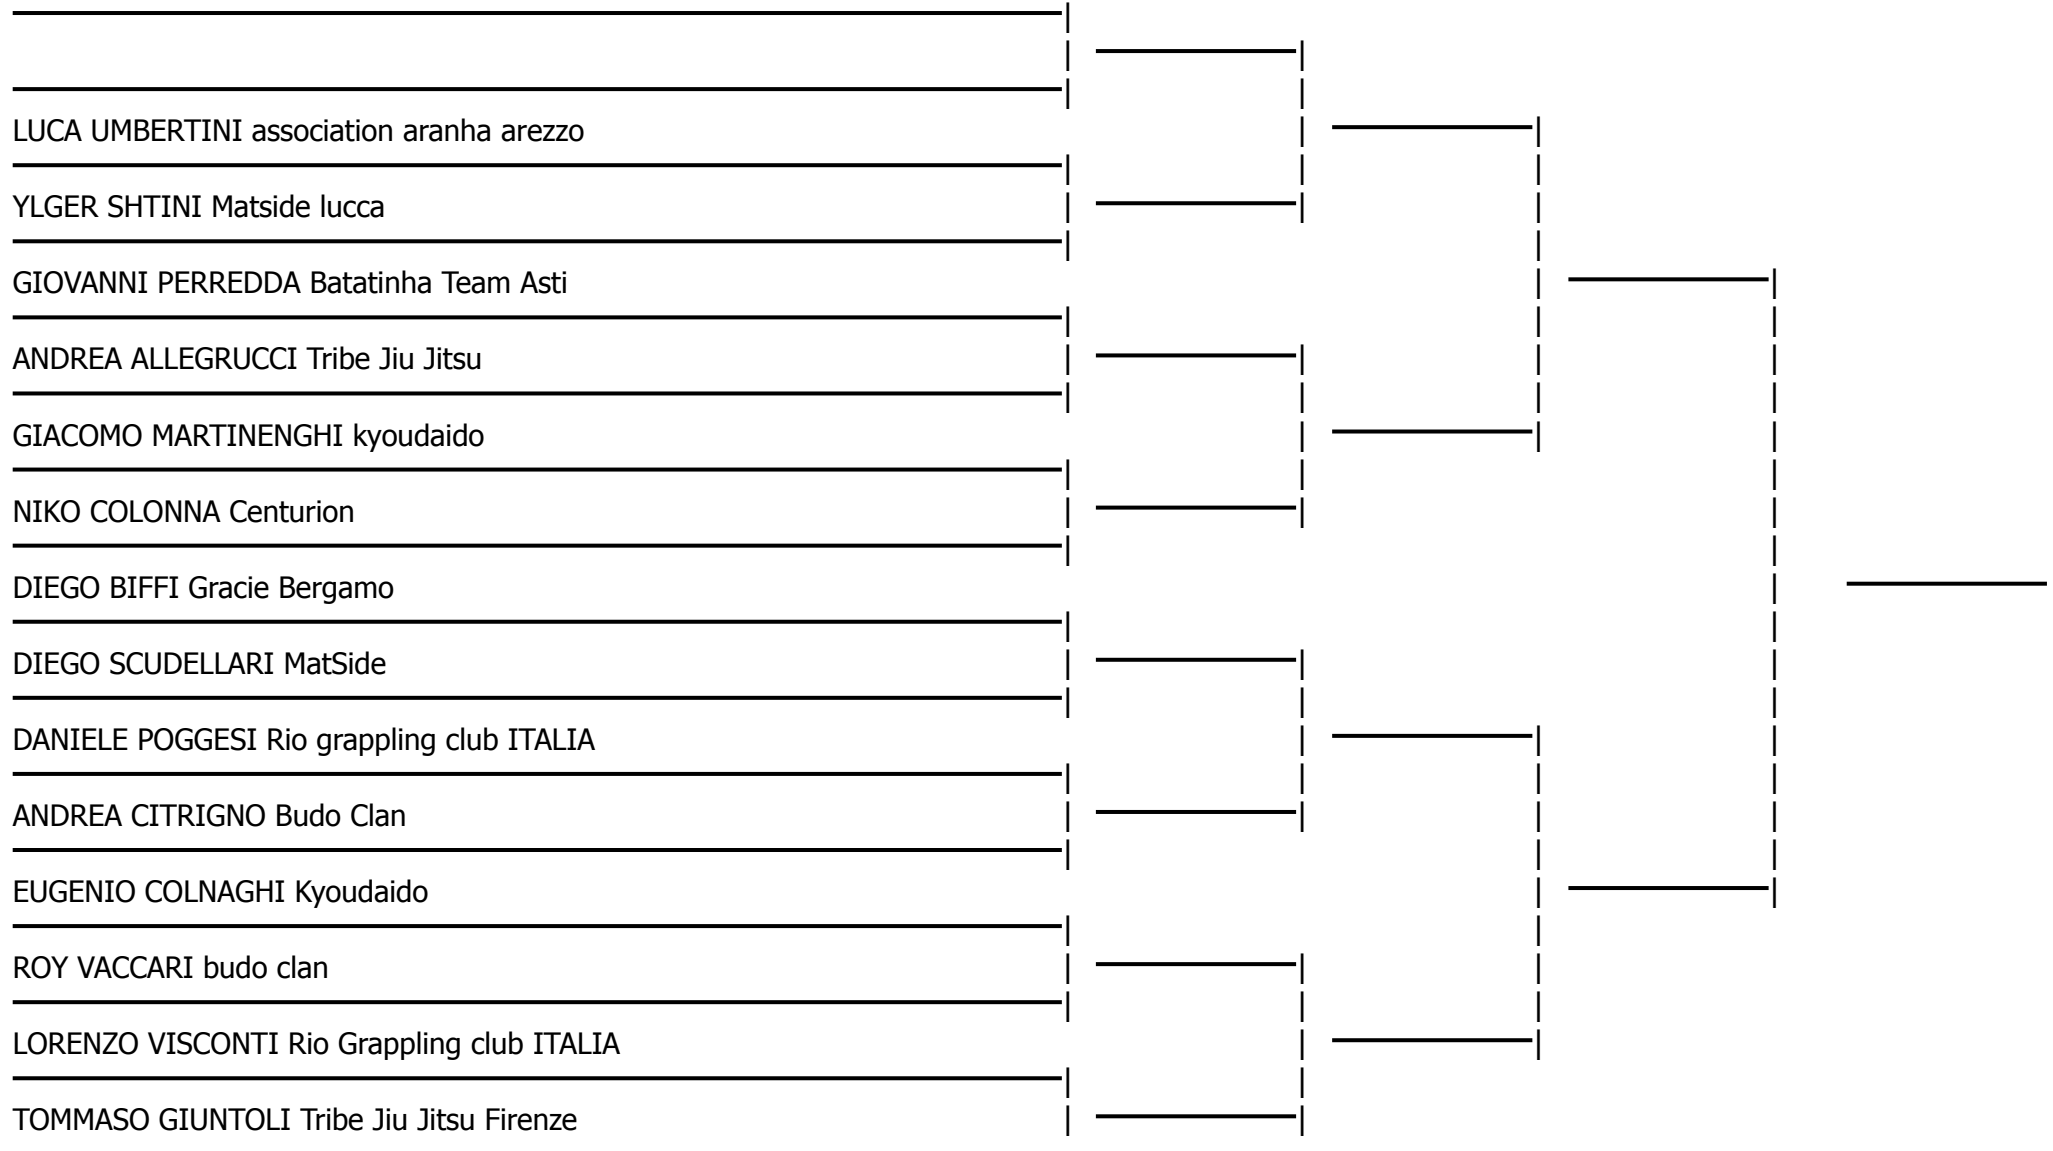 LUCA UMBERTINI association aranha arezzo
YLGER SHTINI Matside lucca
GIOVANNI PERREDDA Batatinha Team Asti
ANDREA ALLEGRUCCI Tribe Jiu Jitsu
GIACOMO MARTINENGHI kyoudaido
NIKO COLONNA Centurion
DIEGO BIFFI Gracie Bergamo
DIEGO SCUDELLARI MatSide
DANIELE POGGESI Rio grappling club ITALIA
ANDREA CITRIGNO Budo Clan
EUGENIO COLNAGHI Kyoudaido
ROY VACCARI budo clan
LORENZO VISCONTI Rio Grappling club ITALIA
TOMMASO GIUNTOLI Tribe Jiu Jitsu Firenze